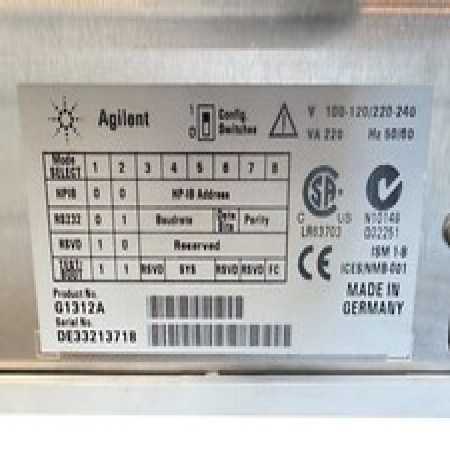 Agilent
1
0
Config.
Switches
V 100-120/220-240
VA 220 Hz 50/60
Mode SELECT 1 2 3 4 5 6 7 8
HPIB 0 0 HP-IB Address
RS232 0 1 Baudrate Data Size Parity
RSVD 1 0 Reserved
TEST BOOT 1 1 RSVD SYS RSVD RSVD FC
C US
LR63703
N10149
ISM 1-B
ICES/NMB-001
CE
MADE IN
GERMANY
Product No.
G1312A
Serial No.
DE33213718